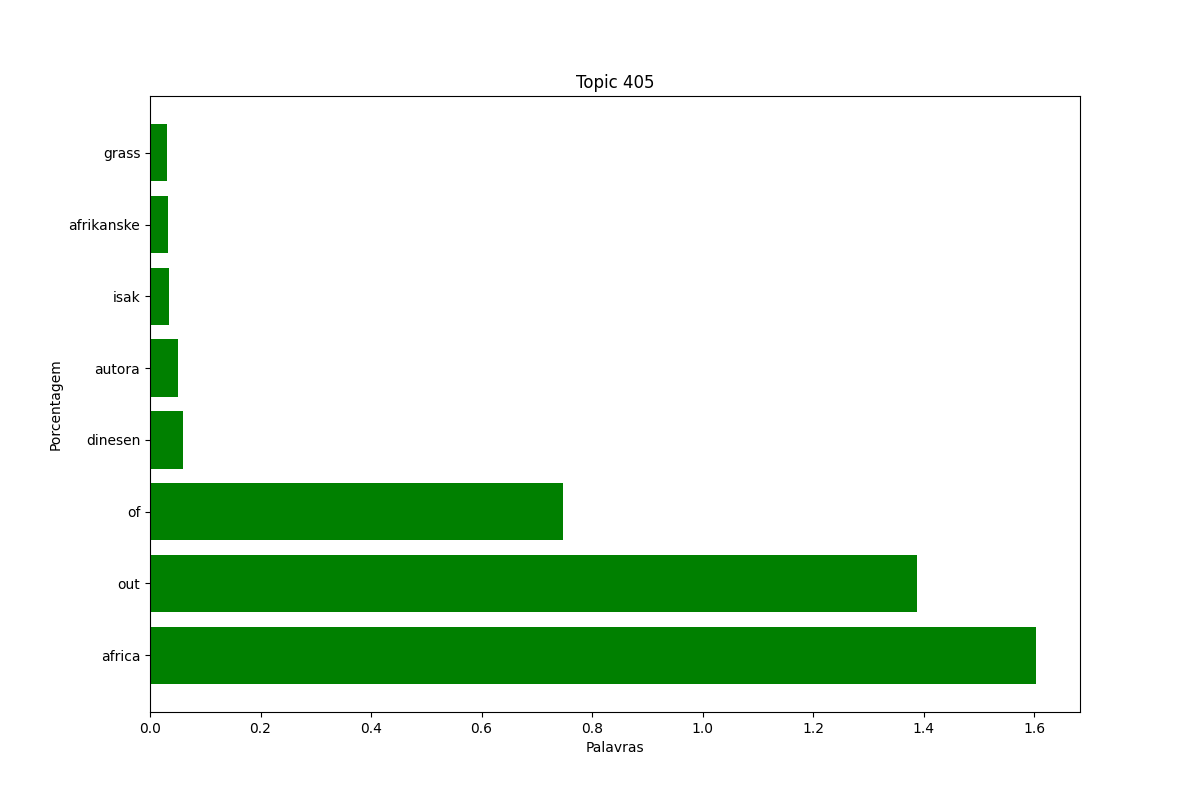 Topic 405
grass
afrikanske
isak
autora
dinesen
of
out
africa
Porcentagem
0.0 0.2 0.4 0.6 0.8 1.0 1.2 1.4 1.6
Palavras